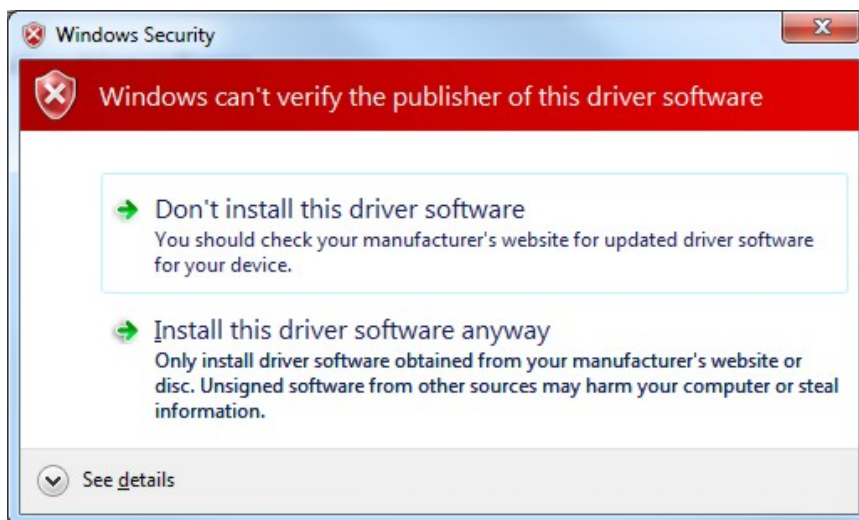 Windows Security
Windows can't verify the publisher of this driver software
Don't install this driver software
You should check your manufacturer's website for updated driver software
for your device.
Install this driver software anyway
Only install driver software obtained from your manufacturer's website or
disc. Unsigned software from other sources may harm your computer or steal
information.
See details